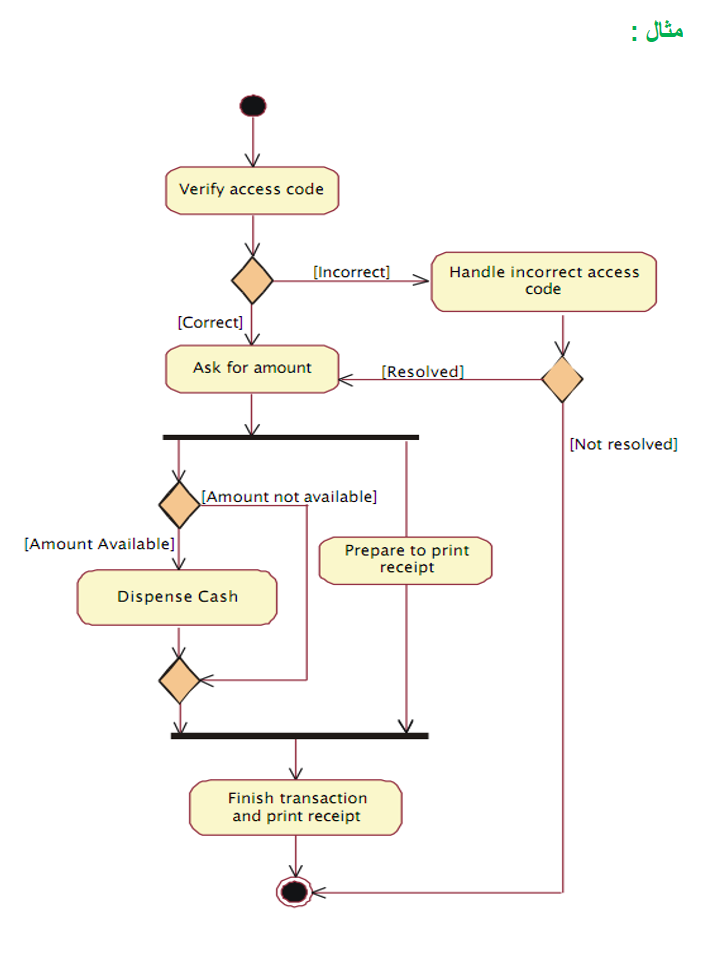 مثال :
Verify access code
[Incorrect]
Handle incorrect access
code
[Correct]
Ask for amount
[Resolved]
[Not resolved]
[Amount not available]
[Amount Available]
Prepare to print
receipt
Dispense Cash
Finish transaction
and print receipt